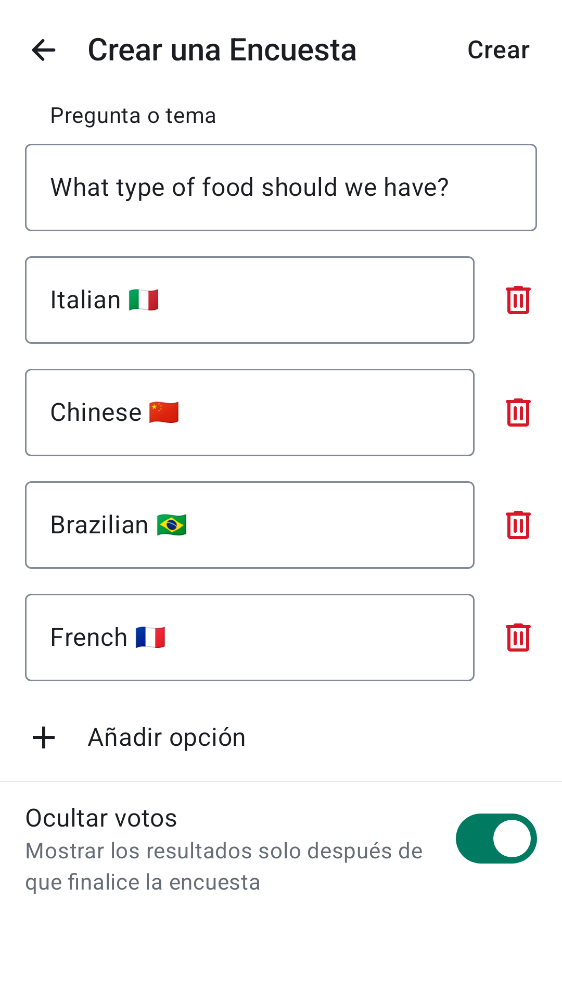 Crear una Encuesta
Crear
Pregunta o tema
What type of food should we have?
Italian 🇮🇹
Chinese 🇨🇳
Brazilian 🇧🇷
French 🇫🇷
Añadir opción
Ocultar votos
Mostrar los resultados solo después de
que finalice la encuesta